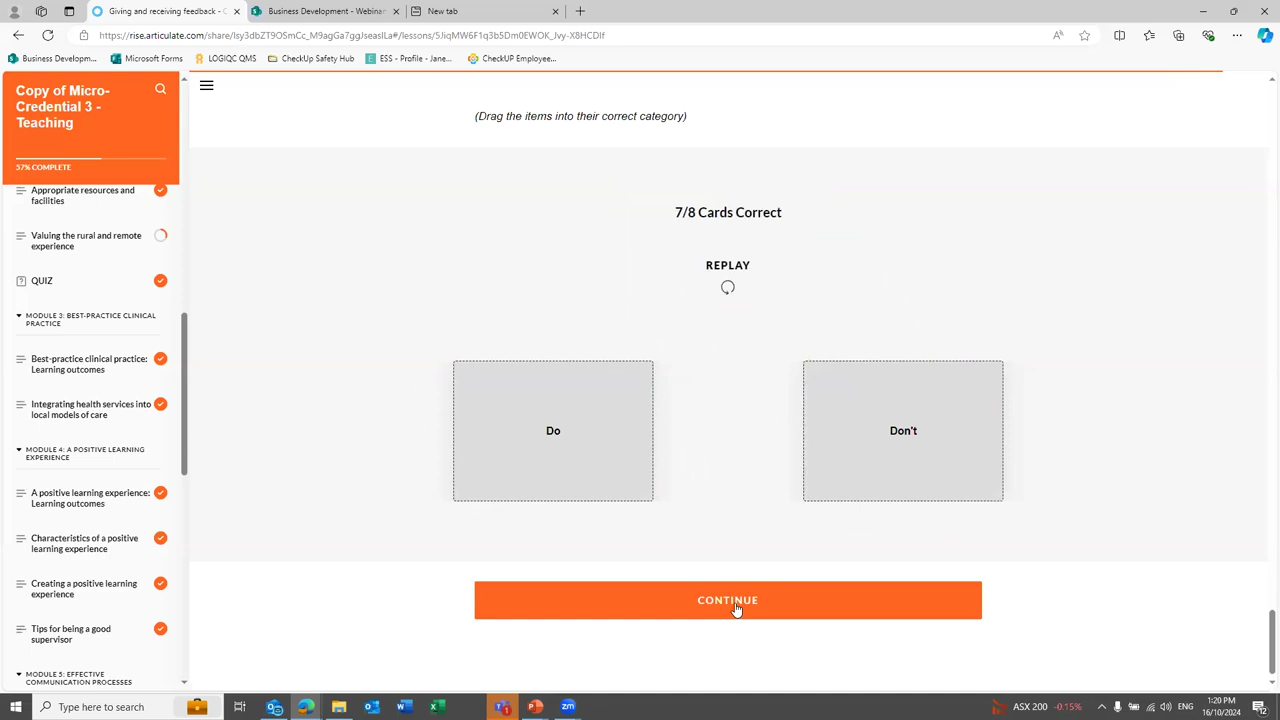 Giving and receiving feedback - C
Business Development - Webinar
New tab
https://rise.articulate.com/share/Isy3dbZT9OSmCc_M9agGa7ggJseaslLa#/lessons/5JiqMW6F1q3b5Dm0EWOK_Jvy-X8HCDIf
Business Developm...
Microsoft Forms
LOGIQC QMS
CheckUP Safety Hub
ESS - Profile - Jane...
CheckUP Employee...
Copy of Micro-
Credential 3 -
Teaching
57% COMPLETE
Appropriate resources and
facilities
Valuing the rural and remote
experience
QUIZ
MODULE 3: BEST-PRACTICE CLINICAL
PRACTICE
Best-practice clinical practice:
Learning outcomes
Integrating health services into
local models of care
MODULE 4: A POSITIVE LEARNING
EXPERIENCE
A positive learning experience:
Learning outcomes
Characteristics of a positive
learning experience
Creating a positive learning
experience
Tips for being a good
supervisor
MODULE 5: EFFECTIVE
COMMUNICATION PROCESSES
(Drag the items into their correct category)
7/8 Cards Correct
REPLAY
Do
Don't
CONTINUE
Type here to search
ASX 200 -0.15%
ENG
1:20 PM
16/10/2024